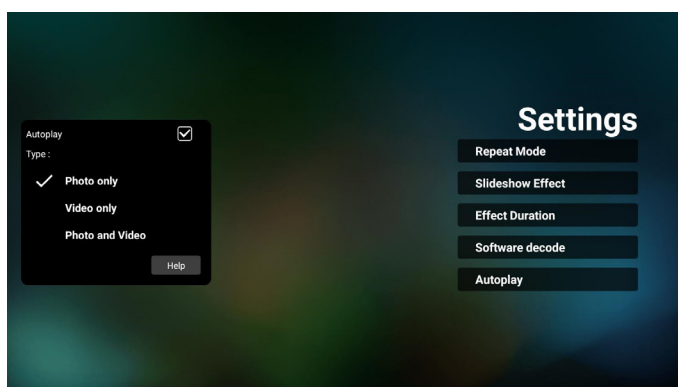 Settings
Autoplay
Type :
Photo only
Video only
Photo and Video
Help
Repeat Mode
Slideshow Effect
Effect Duration
Software decode
Autoplay